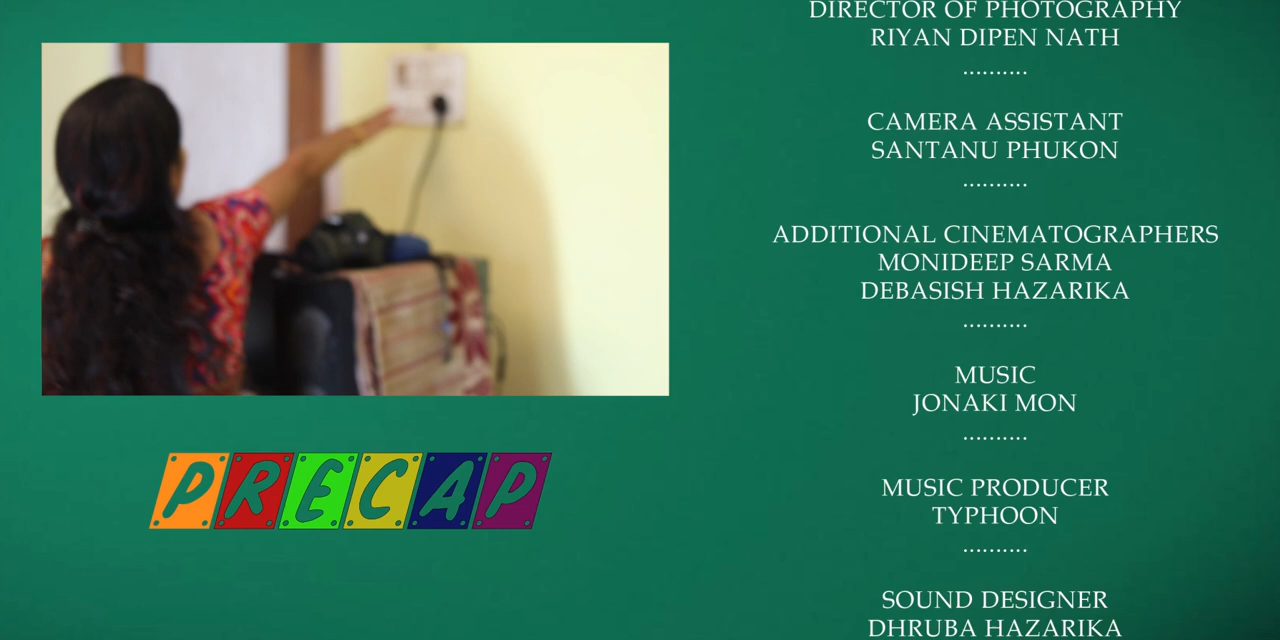 PRECAP
DIRECTOR OF PHOTOGRAPHY
RIYAN DIPEN NATH
..........
CAMERA ASSISTANT
SANTANU PHUKON
..........
ADDITIONAL CINEMATOGRAPHERS
MONIDEEP SARMA
DEBASISH HAZARIKA
..........
MUSIC
JONAKI MON
..........
MUSIC PRODUCER
TYPHOON
..........
SOUND DESIGNER
DHRUBA HAZARIKA